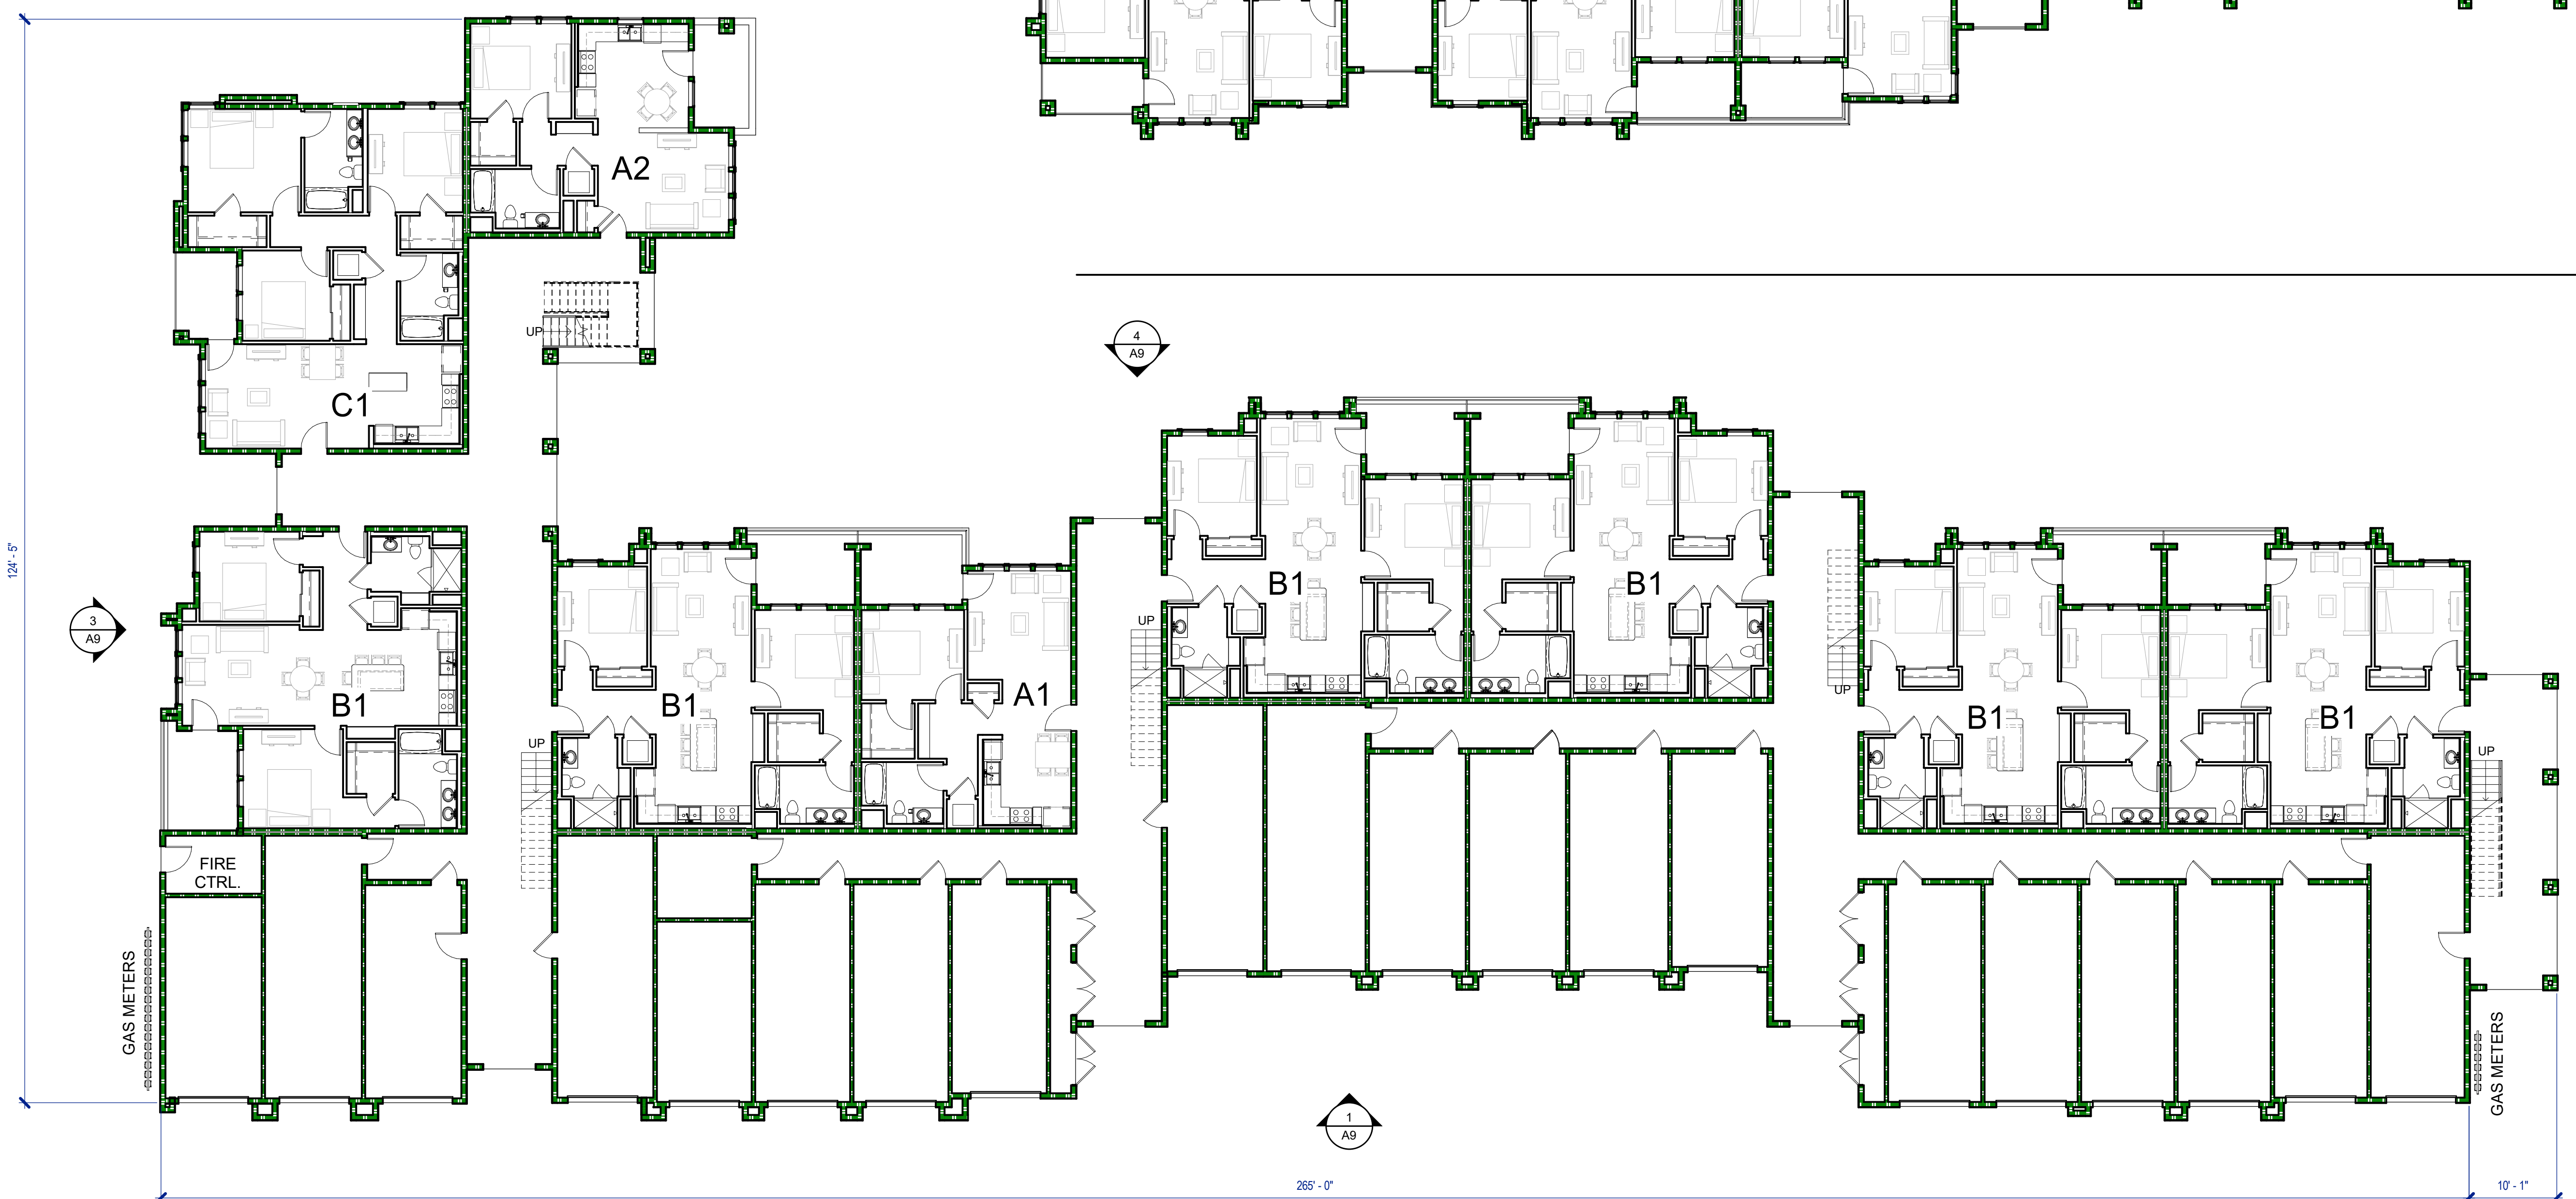 A2
UP
4
A9
C1
124' - 5"
3
A9
B1
B1
A1
UP
B1
B1
UP
UP
B1
B1
UP
UP
FIRE
CTRL.
GAS METERS
GAS METERS
1
A9
265' - 0"
10' - 1"